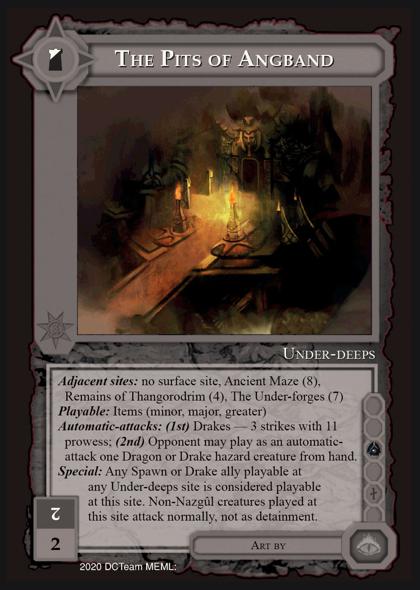 The Pits of Angband
Under-deeps
Adjacent sites: no surface site, Ancient Maze (8),
Remains of Thangorodrim (4), The Under-forges (7)
Playable: Items (minor, major, greater)
Automatic-attacks: (1st) Drakes — 3 strikes with 11
prowess; (2nd) Opponent may play as an automatic-
attack one Dragon or Drake hazard creature from hand.
Special: Any Spawn or Drake ally playable at
any Under-deeps site is considered playable
at this site. Non-Nazgûl creatures played at
this site attack normally, not as detainment.
2
2
Art by
2020 DCTeam MEML: